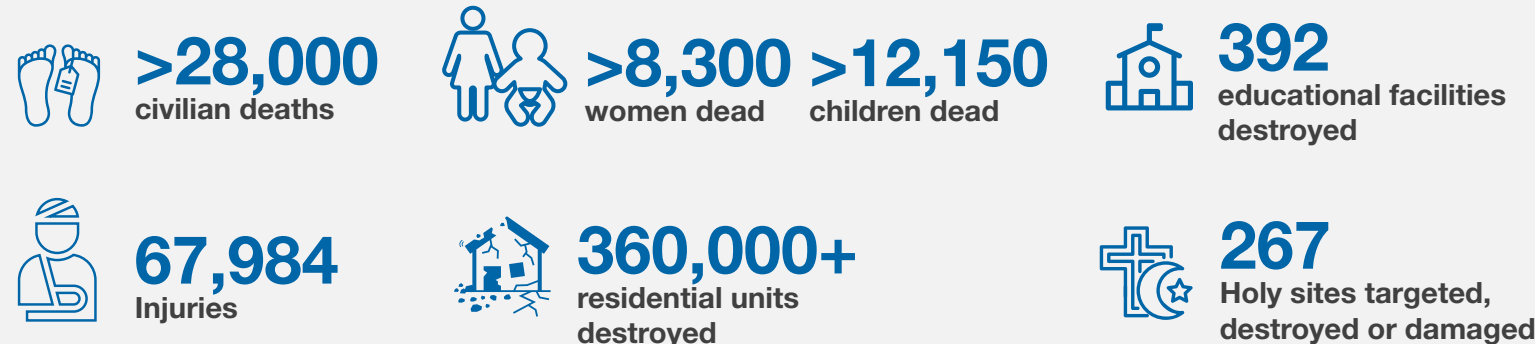 >28,000
civilian deaths
>8,300 >12,150
women dead children dead
392
educational facilities
destroyed
67,984
Injuries
360,000+
residential units
destroyed
267
Holy sites targeted,
destroyed or damaged